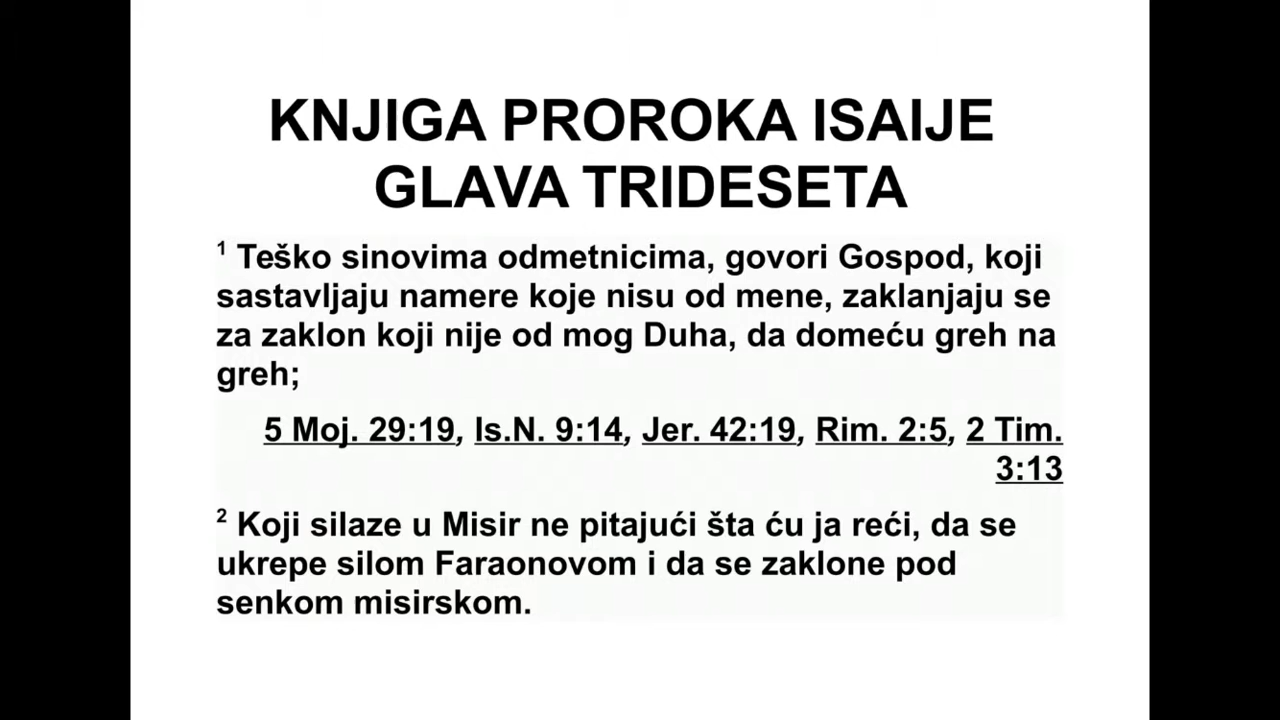 KNJIGA PROROKA ISAIJE
GLAVA TRIDESETA
1 Teško sinovima odmetnicima, govori Gospod, koji
sastavljaju namere koje nisu od mene, zaklanjaju se
za zaklon koji nije od mog Duha, da domeću greh na
greh;
5 Moj. 29:19, Is.N. 9:14, Jer. 42:19, Rim. 2:5, 2 Tim.
3:13
2 Koji silaze u Misir ne pitajući šta ću ja reći, da se
ukrepe silom Faraonovom i da se zaklone pod
senkom misirskom.